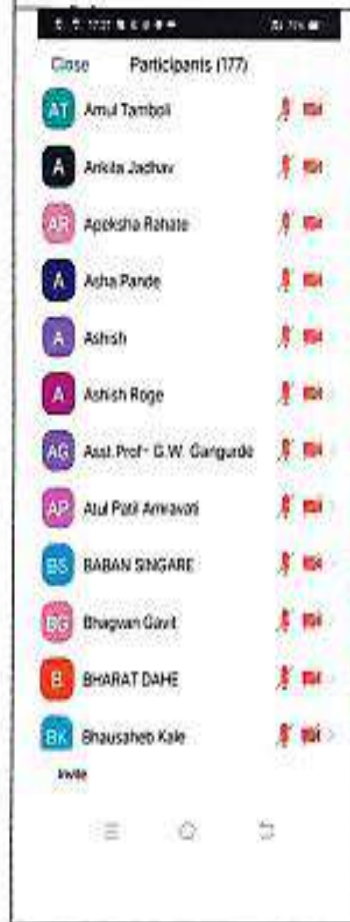 Close Participants (177)
AT Amul Tamboli
A Ankita Jadhav
AR Apeksha Rahate
A Asha Pande
A Ashish
A Ashish Roge
AG Asst.Prof- G.W. Gangurde
AP Atul Patil Amravati
BS BABAN SINGARE
BG Bhagwan Gavit
B BHARAT DAHE
BK Bhausaheb Kale
Invite